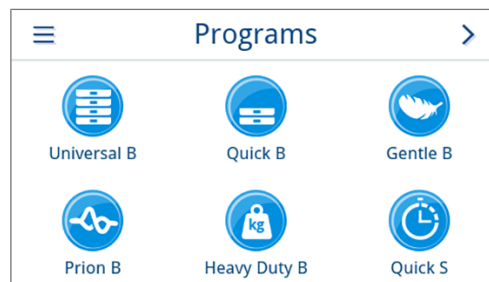 Programs
Universal B
Quick B
Gentle B
kg
Prion B
Heavy Duty B
Quick S